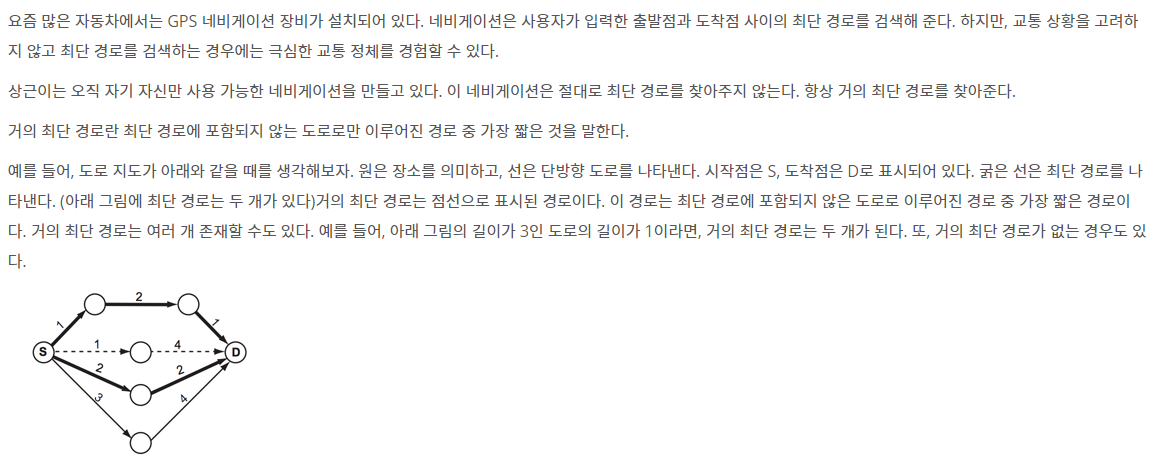 요즘 많은 자동차에서는 GPS 네비게이션 장비가 설치되어 있다. 네비게이션은 사용자가 입력한 출발점과 도착점 사이의 최단 경로를 검색해 준다. 하지만, 교통 상황을 고려하
지 않고 최단 경로를 검색하는 경우에는 극심한 교통 정체를 경험할 수 있다.
상근이는 오직 자기 자신만 사용 가능한 네비게이션을 만들고 있다. 이 네비게이션은 절대로 최단 경로를 찾아주지 않는다. 항상 거의 최단 경로를 찾아준다.
거의 최단 경로란 최단 경로에 포함되지 않는 도로로만 이루어진 경로 중 가장 짧은 것을 말한다.
예를 들어, 도로 지도가 아래와 같을 때를 생각해보자. 원은 장소를 의미하고, 선은 단방향 도로를 나타낸다. 시작점은 S, 도착점은 D로 표시되어 있다. 굵은 선은 최단 경로를 나
타낸다. (아래 그림에 최단 경로는 두 개가 있다)거의 최단 경로는 점선으로 표시된 경로이다. 이 경로는 최단 경로에 포함되지 않은 도로로 이루어진 경로 중 가장 짧은 경로이
다. 거의 최단 경로는 여러 개 존재할 수도 있다. 예를 들어, 아래 그림의 길이가 3인 도로의 길이가 1이라면, 거의 최단 경로는 두 개가 된다. 또, 거의 최단 경로가 없는 경우도 있
다.
2
1
1
1
4
S
D
2
2
3
4